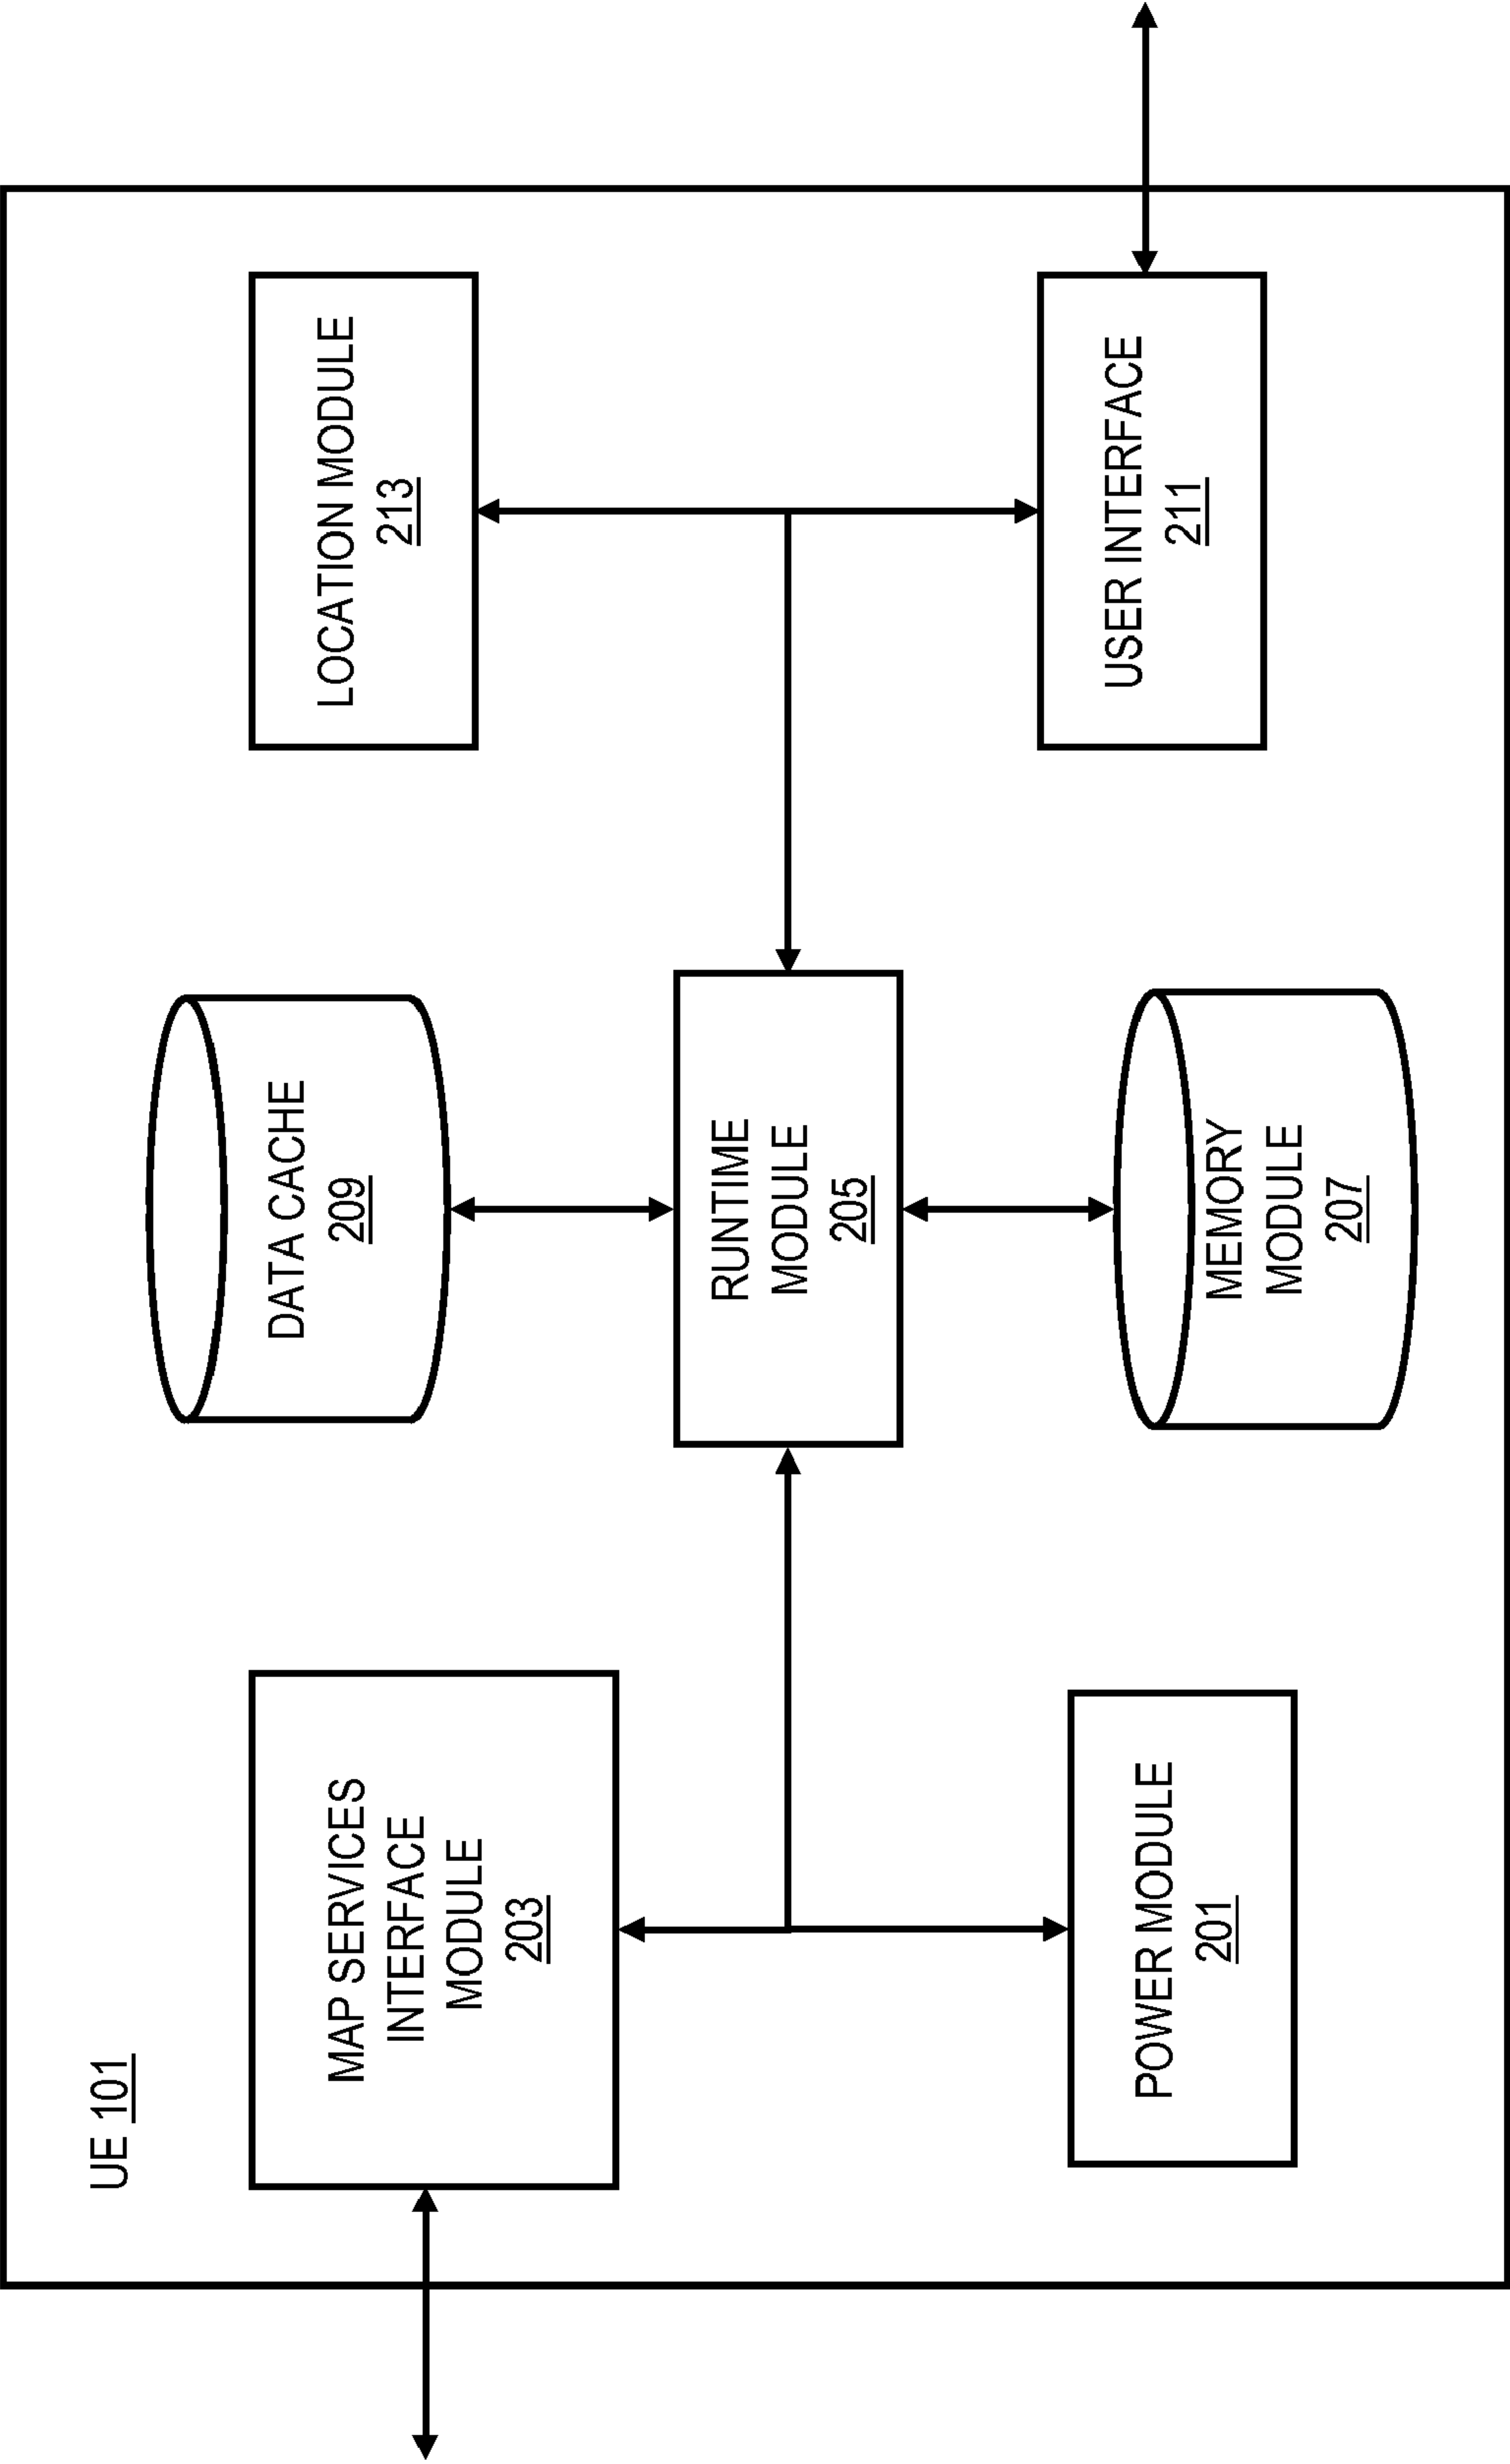 UE 101
MAP SERVICES
INTERFACE
MODULE
203
DATA CACHE
209
LOCATION MODULE
213
RUNTIME
MODULE
205
POWER MODULE
201
MEMORY
MODULE
207
USER INTERFACE
211